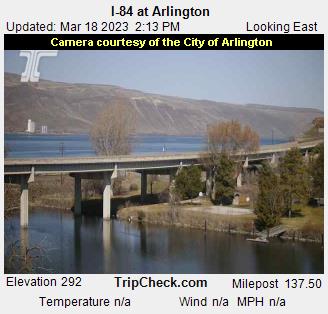 I-84 at Arlington
Updated: Mar 18 2023 2:13 PM Looking East
Camera courtesy of the City of Arlington
Elevation 292 TripCheck.com Milepost 137.50
Temperature n/a Wind n/a MPH n/a